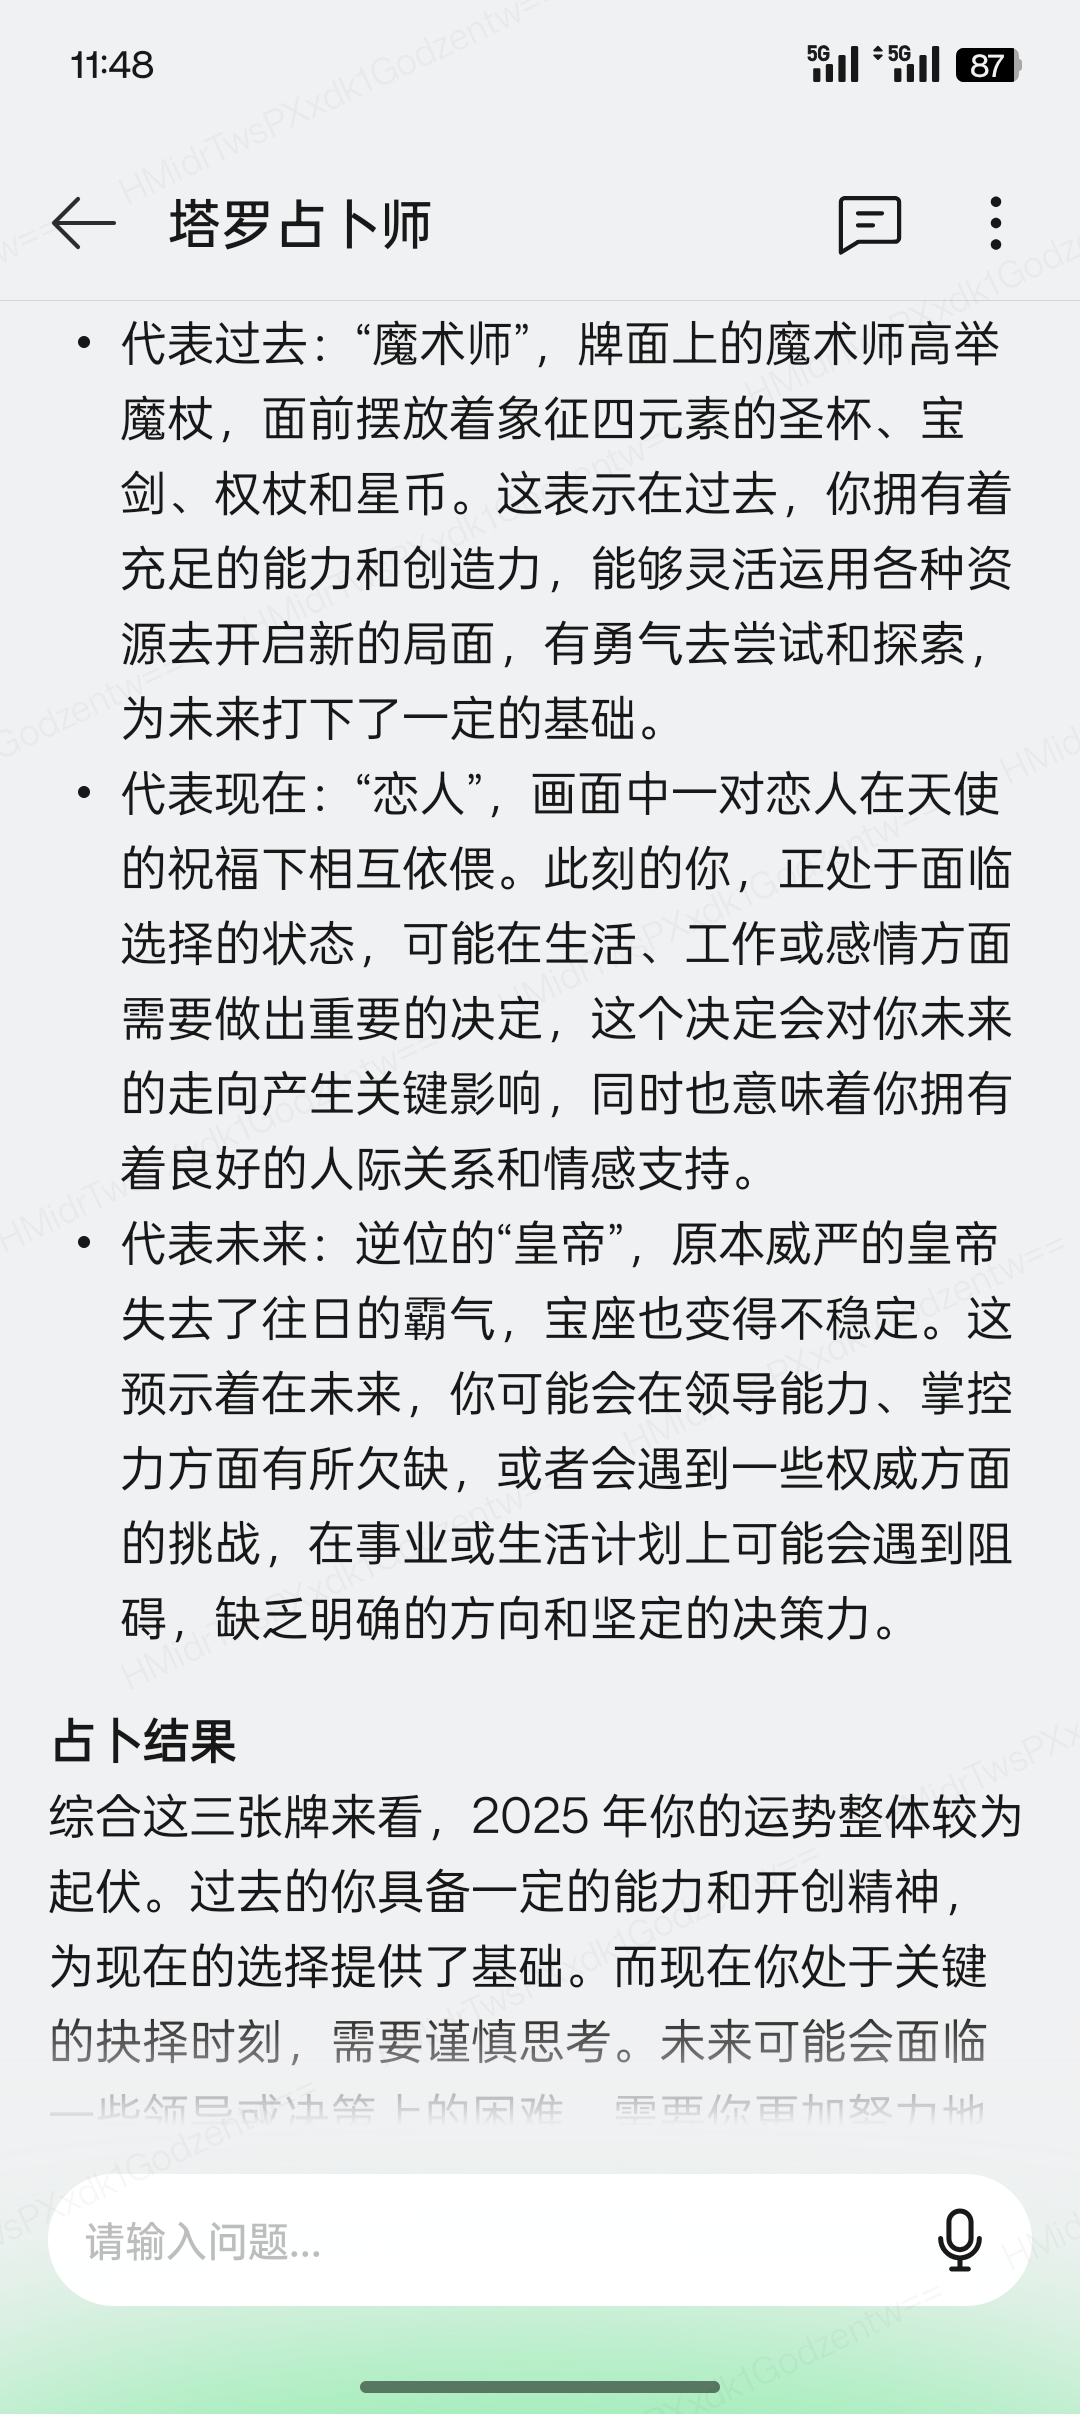 11:48
5G
5G
87
塔罗占卜师
• 代表过去：“魔术师”，牌面上的魔术师高举
魔杖，面前摆放着象征四元素的圣杯、宝
剑、权杖和星币。这表示在过去，你拥有着
充足的能力和创造力，能够灵活运用各种资
源去开启新的局面，有勇气去尝试和探索，
为未来打下了一定的基础。
• 代表现在：“恋人”，画面中一对恋人在天使
的祝福下相互依偎。此刻的你，正处于面临
选择的状态，可能在生活、工作或感情方面
需要做出重要的决定，这个决定会对你未来
的走向产生关键影响，同时也意味着你拥有
着良好的人际关系和情感支持。
• 代表未来：逆位的“皇帝”，原本威严的皇帝
失去了往日的霸气，宝座也变得不稳定。这
预示着在未来，你可能会在领导能力、掌控
力方面有所欠缺，或者会遇到一些权威方面
的挑战，在事业或生活计划上可能会遇到阻
碍，缺乏明确的方向和坚定的决策力。
占卜结果
综合这三张牌来看，2025 年你的运势整体较为
起伏。过去的你具备一定的能力和开创精神，
为现在的选择提供了基础。而现在你处于关键
的抉择时刻，需要谨慎思考。未来可能会面临
一些领导或决策上的困难，需要你更加努力地
请输入问题...
HMidrTwsPXxdk1Godzentw==